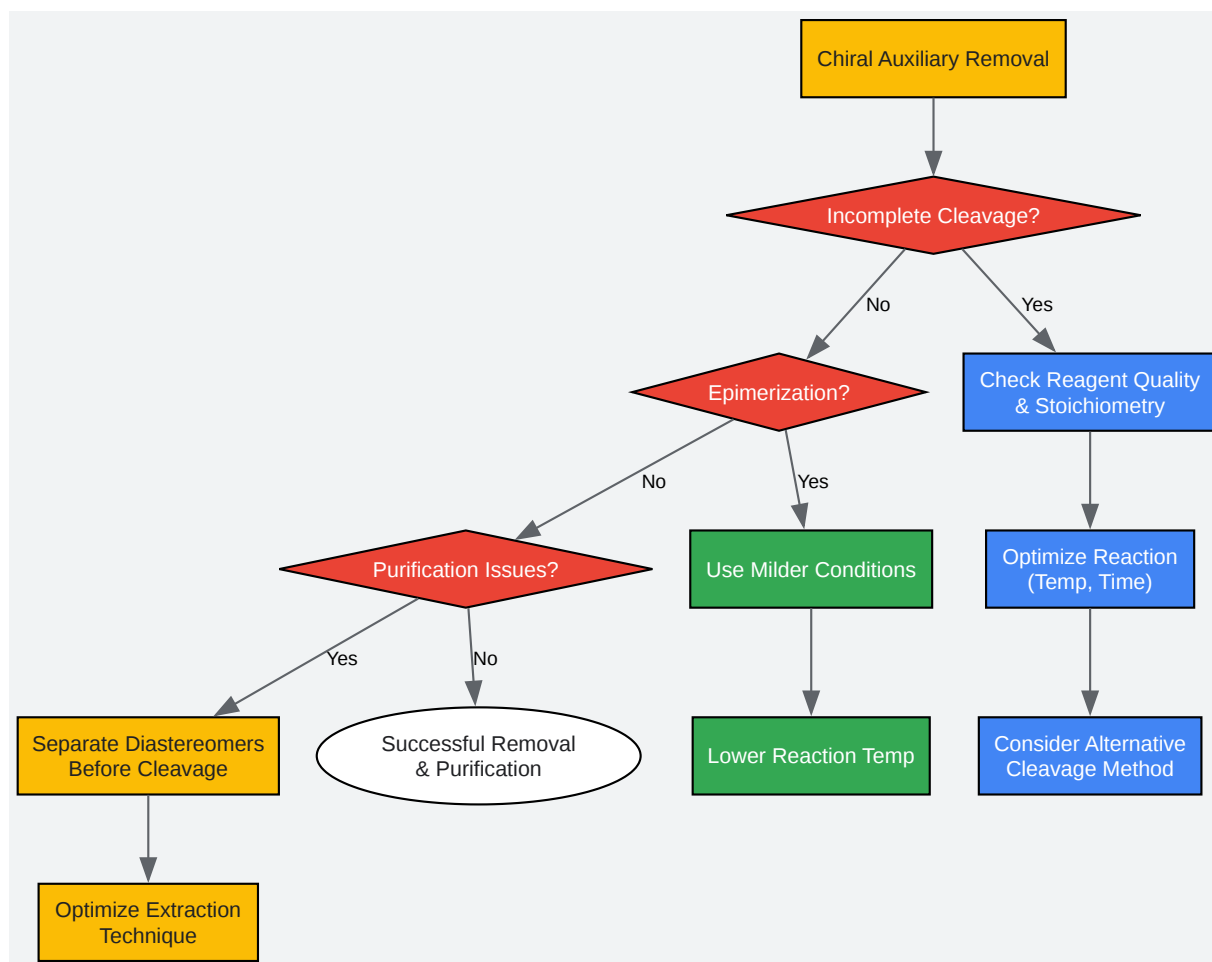 Chiral Auxiliary Removal
Incomplete Cleavage?
No
Yes
Epimerization?
Check Reagent Quality
& Stoichiometry
No
Yes
Purification Issues?
Use Milder Conditions
Optimize Reaction
(Temp, Time)
Yes
No
Separate Diastereomers
Before Cleavage
Successful Removal
& Purification
Lower Reaction Temp
Consider Alternative
Cleavage Method
Optimize Extraction
Technique